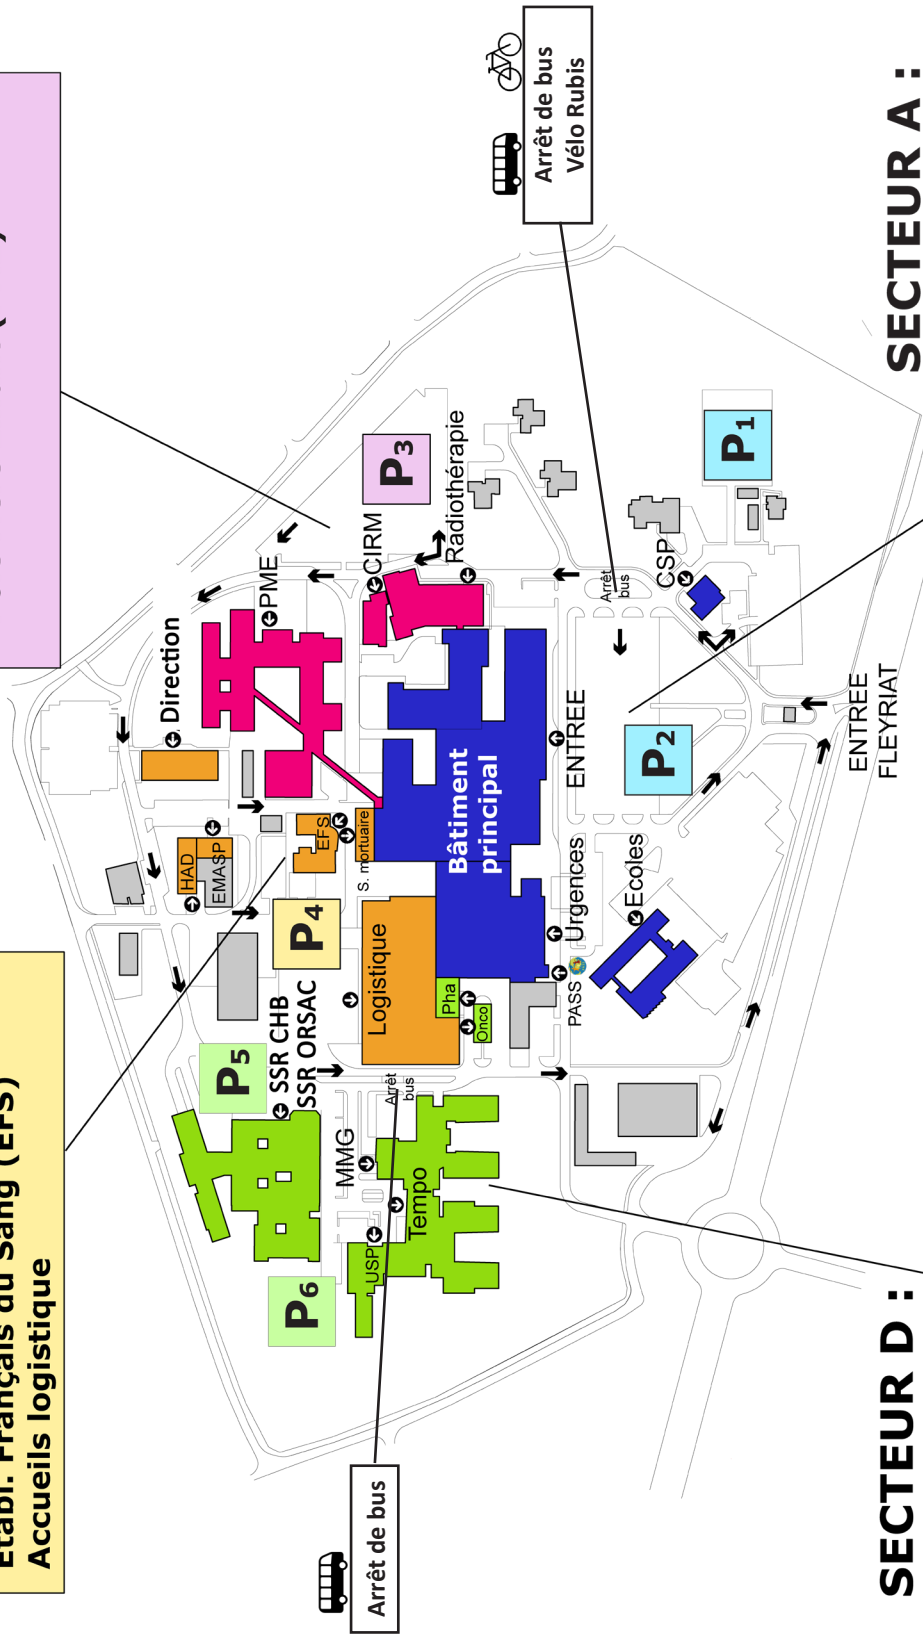 Etabl. Français du Sang (EFS)
Accueils logistique
Arrêt de bus
Vélo Rubis
SECTEUR A :
SECTEUR D :
Arrêt de bus
P3
CIRM
Radiothérapie
PME
Direction
P1
CSP
Arrêt
bus
ENTREE
FLEYRIAT
P2
ENTREE
Bâtiment
principal
EFS
S. mortuaire
HAD
EMASP
P4
Logistique
Urgences
Ecoles
PASS
Pha
Onco
P5
SSR CHB
SSR ORSAC
Arrêt
bus
MMG
Tempo
USP
P6